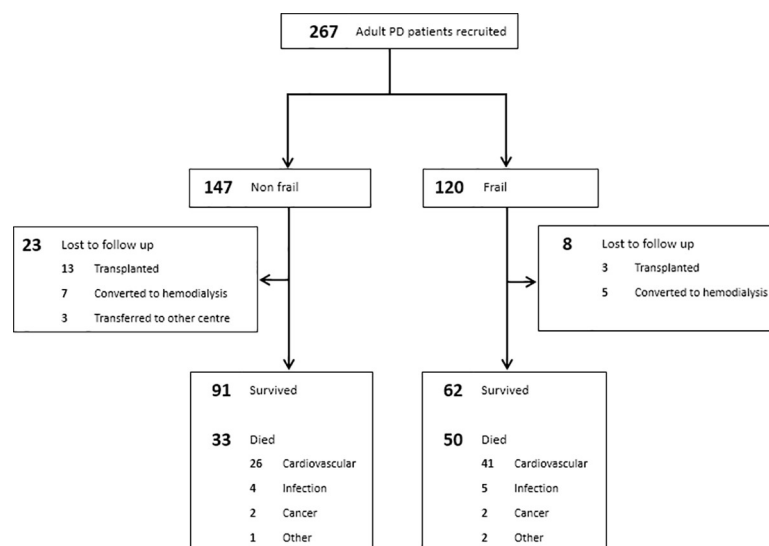 267 Adult PD patients recruited
147 Non frail
120 Frail
23 Lost to follow up
13 Transplanted
7 Converted to hemodialysis
3 Transferred to other centre
8 Lost to follow up
3 Transplanted
5 Converted to hemodialysis
91 Survived
33 Died
26 Cardiovascular
4 Infection
2 Cancer
1 Other
62 Survived
50 Died
41 Cardiovascular
5 Infection
2 Cancer
2 Other